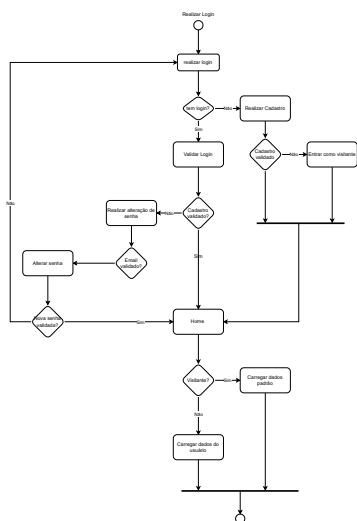 Realizar Login
realizar login
tem login?
Não
Realizar Cadastro
Sim
Validar Login
Cadastro
validado
Não
Entrar como visitante
Não
Realizar alteração de
senha
Não
Cadastro
validado?
Alterar senha
Email
validado?
Sim
Nova senha
validada?
Sim
Home
Visitante?
Sim
Carregar dados
padrão
Não
Carregar dados do
usuário